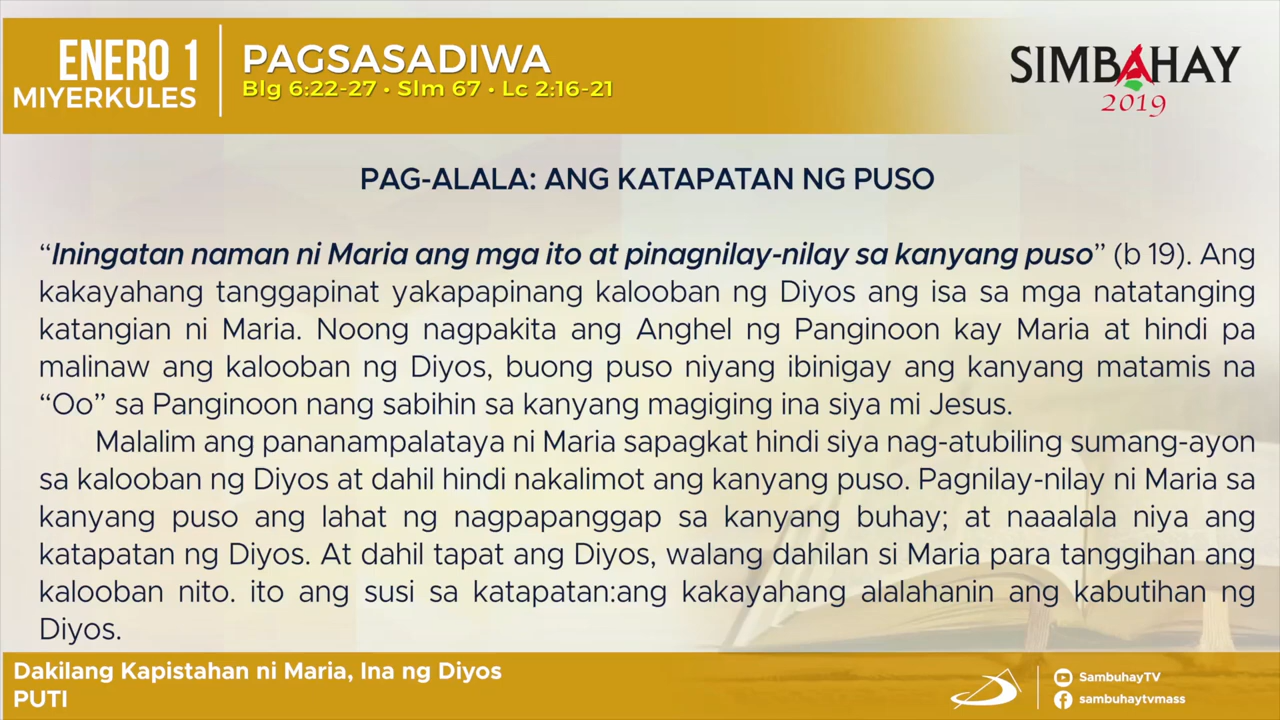 ENERO 1
MIYERKULES
PAGSASADIWA
Blg 6:22-27 • Slm 67 • Lc 2:16-21
SIMBAHAY
2019
PAG-ALALA: ANG KATAPATAN NG PUSO
“Iningatan naman ni Maria ang mga ito at pinagnilay-nilay sa kanyang puso” (b 19). Ang
kakayahang tanggapinat yakapapinang kalooban ng Diyos ang isa sa mga natatanging
katangian ni Maria. Noong nagpakita ang Anghel ng Panginoon kay Maria at hindi pa
malinaw ang kalooban ng Diyos, buong puso niyang ibinigay ang kanyang matamis na
“Oo” sa Panginoon nang sabihin sa kanyang magiging ina siya mi Jesus.
Malalim ang pananampalataya ni Maria sapagkat hindi siya nag-atubiling sumang-ayon
sa kalooban ng Diyos at dahil hindi nakalimot ang kanyang puso. Pagnilay-nilay ni Maria sa
kanyang puso ang lahat ng nagpapanggap sa kanyang buhay; at naaalala niya ang
katapatan ng Diyos. At dahil tapat ang Diyos, walang dahilan si Maria para tanggihan ang
kalooban nito. ito ang susi sa katapatan:ang kakayahang alalahanin ang kabutihan ng
Diyos.
Dakilang Kapistahan ni Maria, Ina ng Diyos
PUTI
SambuhayTV
sambuhaytvmass